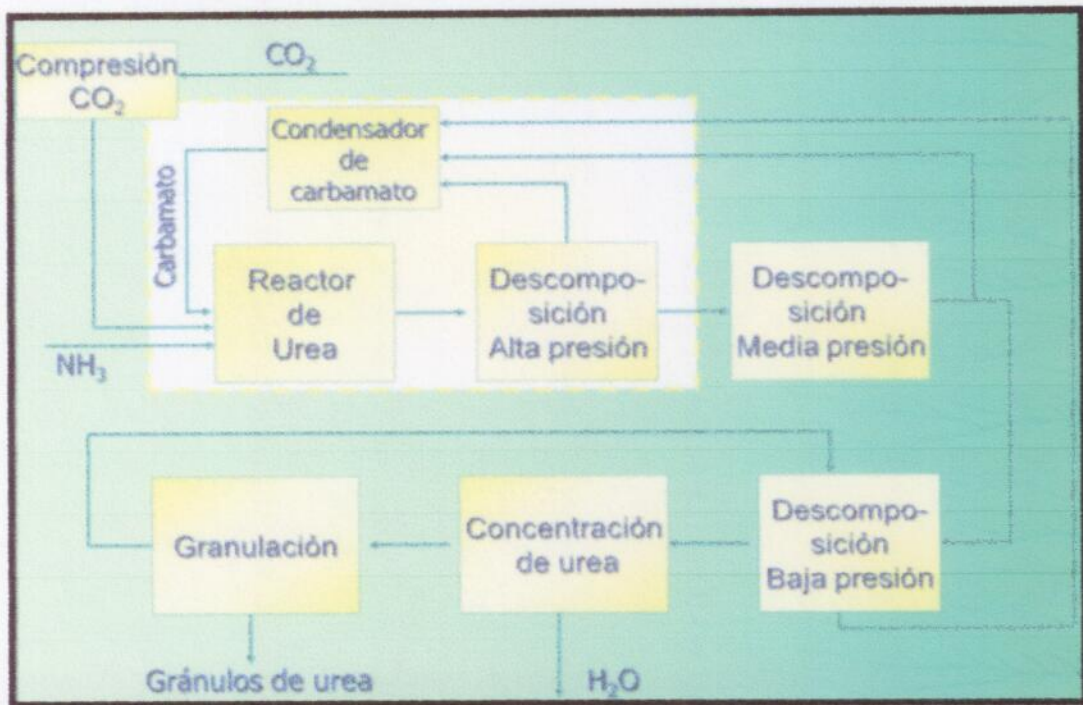 Compresión
CO₂
CO₂
Condensador
de
carbamato
Carbamato
Reactor
de
Urea
Descompo-
sición
Alta presión
Descompo-
sición
Media presión
NH₃
Granulación
Concentración
de urea
Descompo-
sición
Baja presión
Gránulos de urea
H₂O